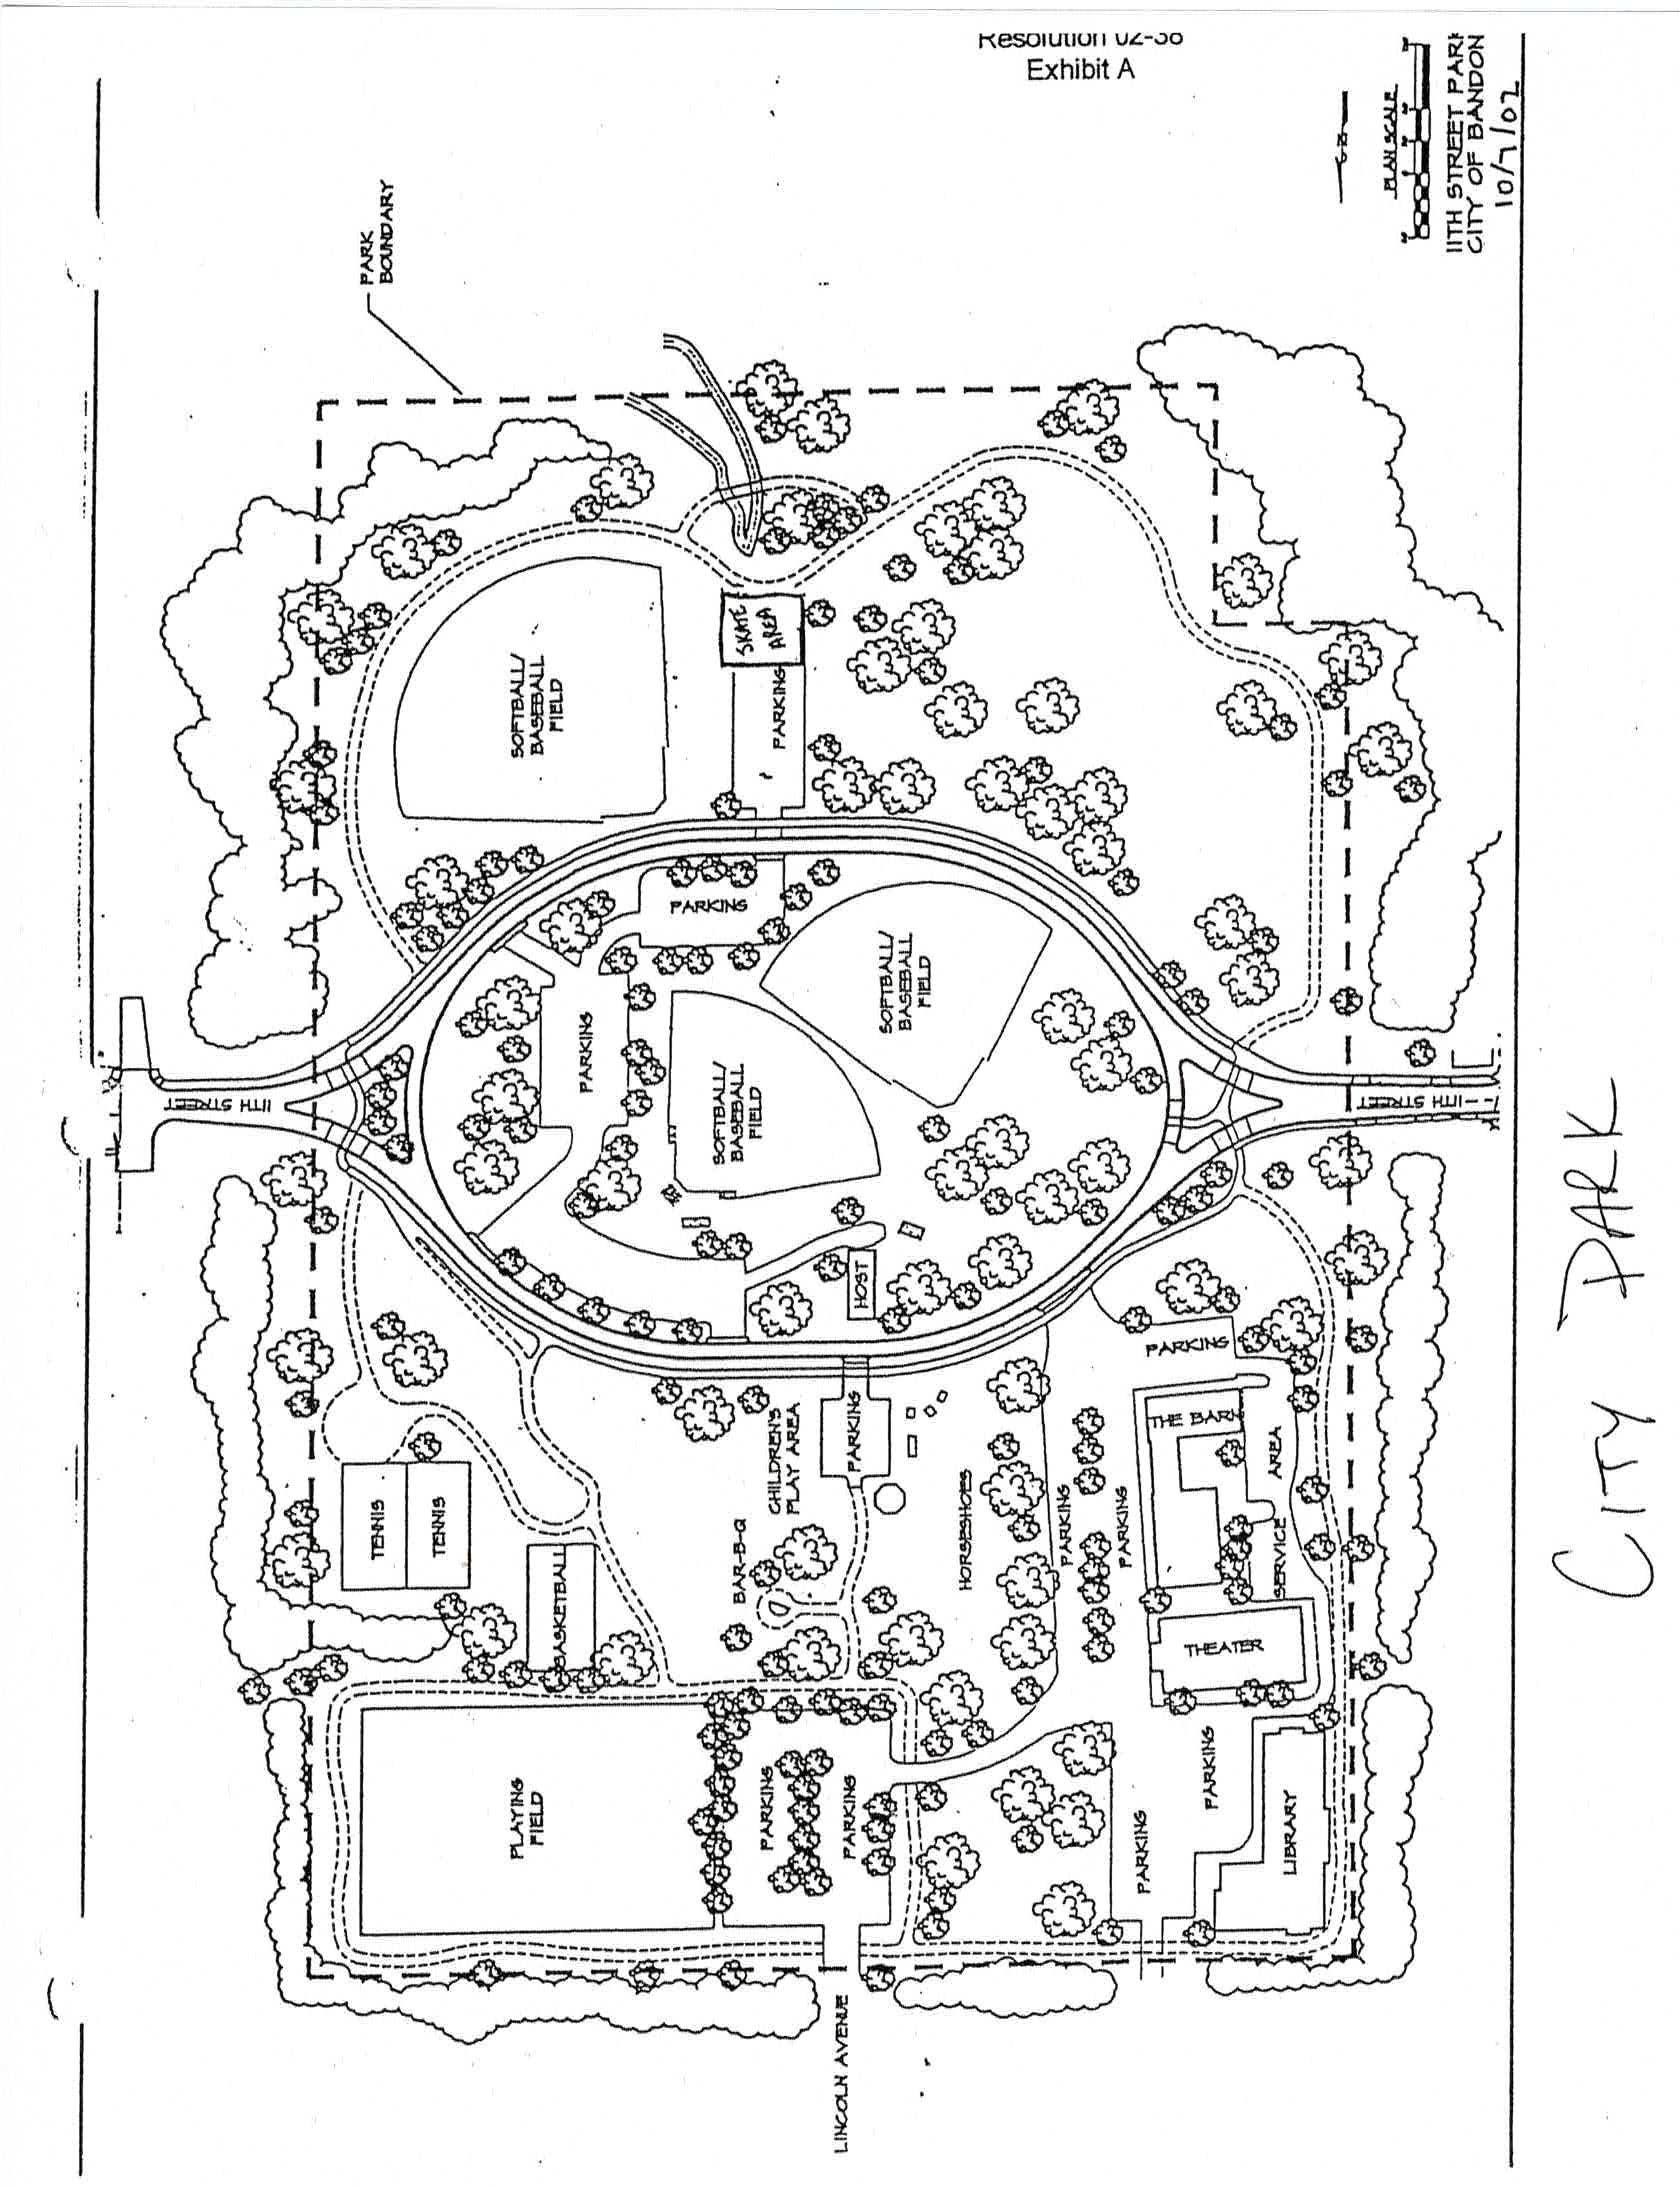 Resolution 02-38
Exhibit A
PLAN SCALE
11TH STREET PARK
CITY OF BANDON
10/7/02
PARK
BOUNDARY
SKATE
AREA
SOFTBALL/
BASEBALL
FIELD
PARKING
PARKING
SOFTBALL/
BASEBALL
FIELD
PARKING
SOFTBALL/
BASEBALL
FIELD
11TH STREET
11TH STREET
HOST
PARKING
THE BARN
PARKING
CHILDREN'S
PLAY AREA
TENNIS
TENNIS
BAR-B-Q
HORSESHOES
PARKING
PARKING
SERVICE AREA
BASKETBALL
THEATER
PLAYING
FIELD
PARKING
PARKING
PARKING
PARKING
LIBRARY
LINCOLN AVENUE
CITY PARK